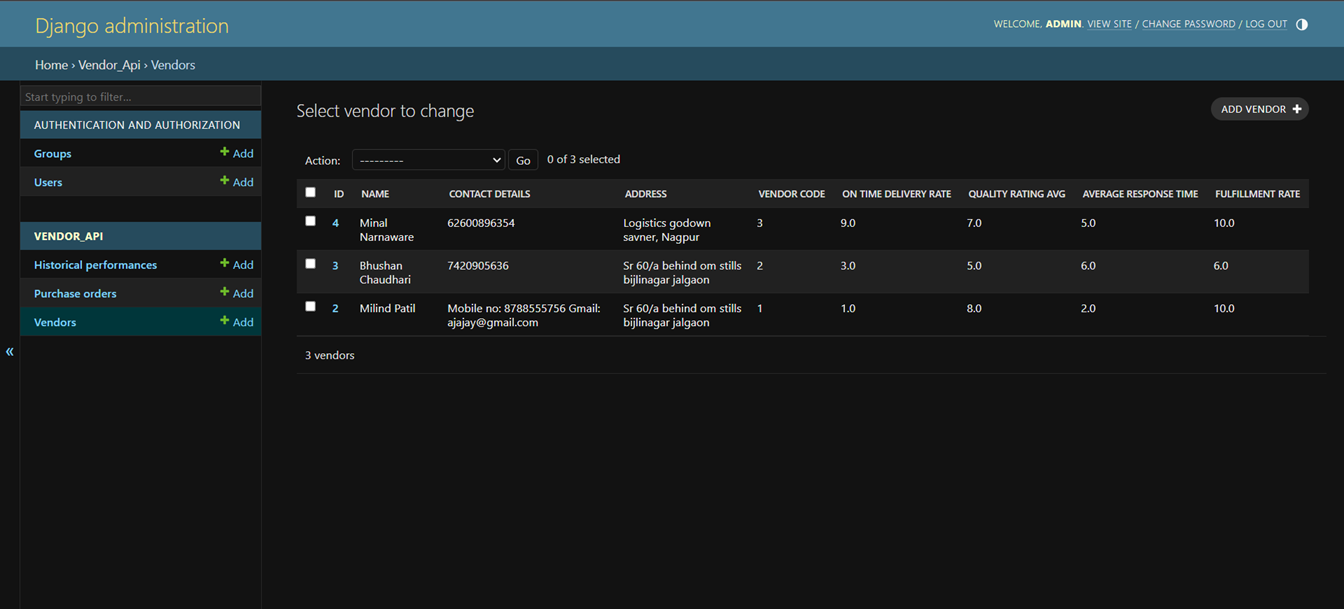 Django administration
WELCOME, ADMIN. VIEW SITE / CHANGE PASSWORD / LOG OUT
Home › Vendor_Api › Vendors
Start typing to filter...
AUTHENTICATION AND AUTHORIZATION
Groups + Add
Users + Add
VENDOR_API
Historical performances + Add
Purchase orders + Add
Vendors + Add
«
Select vendor to change
ADD VENDOR +
Action: --------- Go 0 of 3 selected
ID NAME CONTACT DETAILS ADDRESS VENDOR CODE ON TIME DELIVERY RATE QUALITY RATING AVG AVERAGE RESPONSE TIME FULFILLMENT RATE
4 Minal 62600896354 Logistics godown 3 9.0 7.0 5.0 10.0
Narnaware savner, Nagpur
3 Bhushan 7420905636 Sr 60/a behind om stills 2 3.0 5.0 6.0 6.0
Chaudhari bijlinagar jalgaon
2 Milind Patil Mobile no: 8788555756 Gmail: Sr 60/a behind om stills 1 1.0 8.0 2.0 10.0
ajajay@gmail.com bijlinagar jalgaon
3 vendors